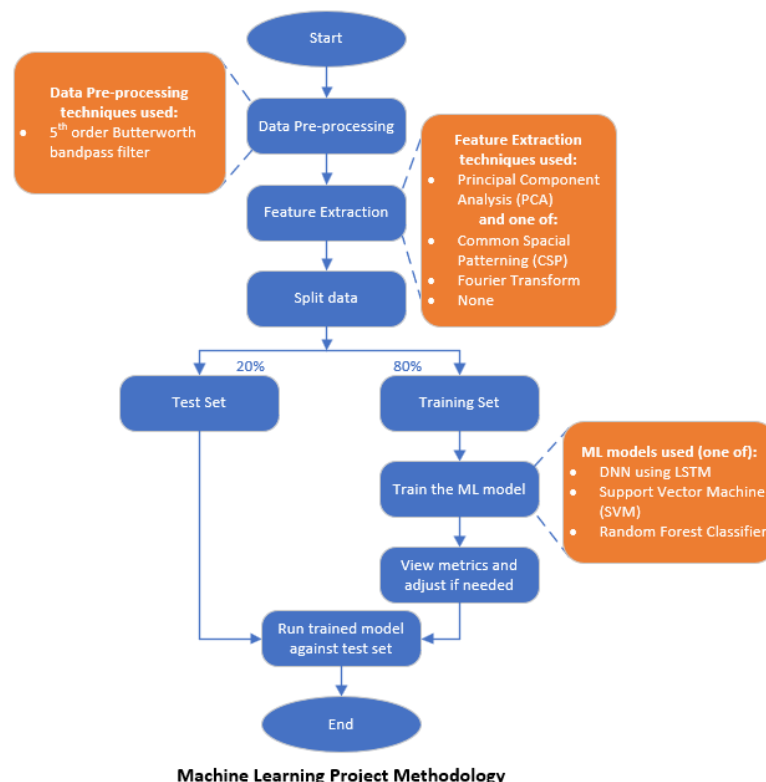 Start
Data Pre-processing
techniques used:
• 5th order Butterworth
bandpass filter
Data Pre-processing
Feature Extraction
techniques used:
• Principal Component
Analysis (PCA)
and one of:
• Common Spacial
Patterning (CSP)
• Fourier Transform
• None
Feature Extraction
Split data
20%
80%
Test Set
Training Set
ML models used (one of):
• DNN using LSTM
• Support Vector Machine
(SVM)
• Random Forest Classifier
Train the ML model
View metrics and
adjust if needed
Run trained model
against test set
End
Machine Learning Project Methodology